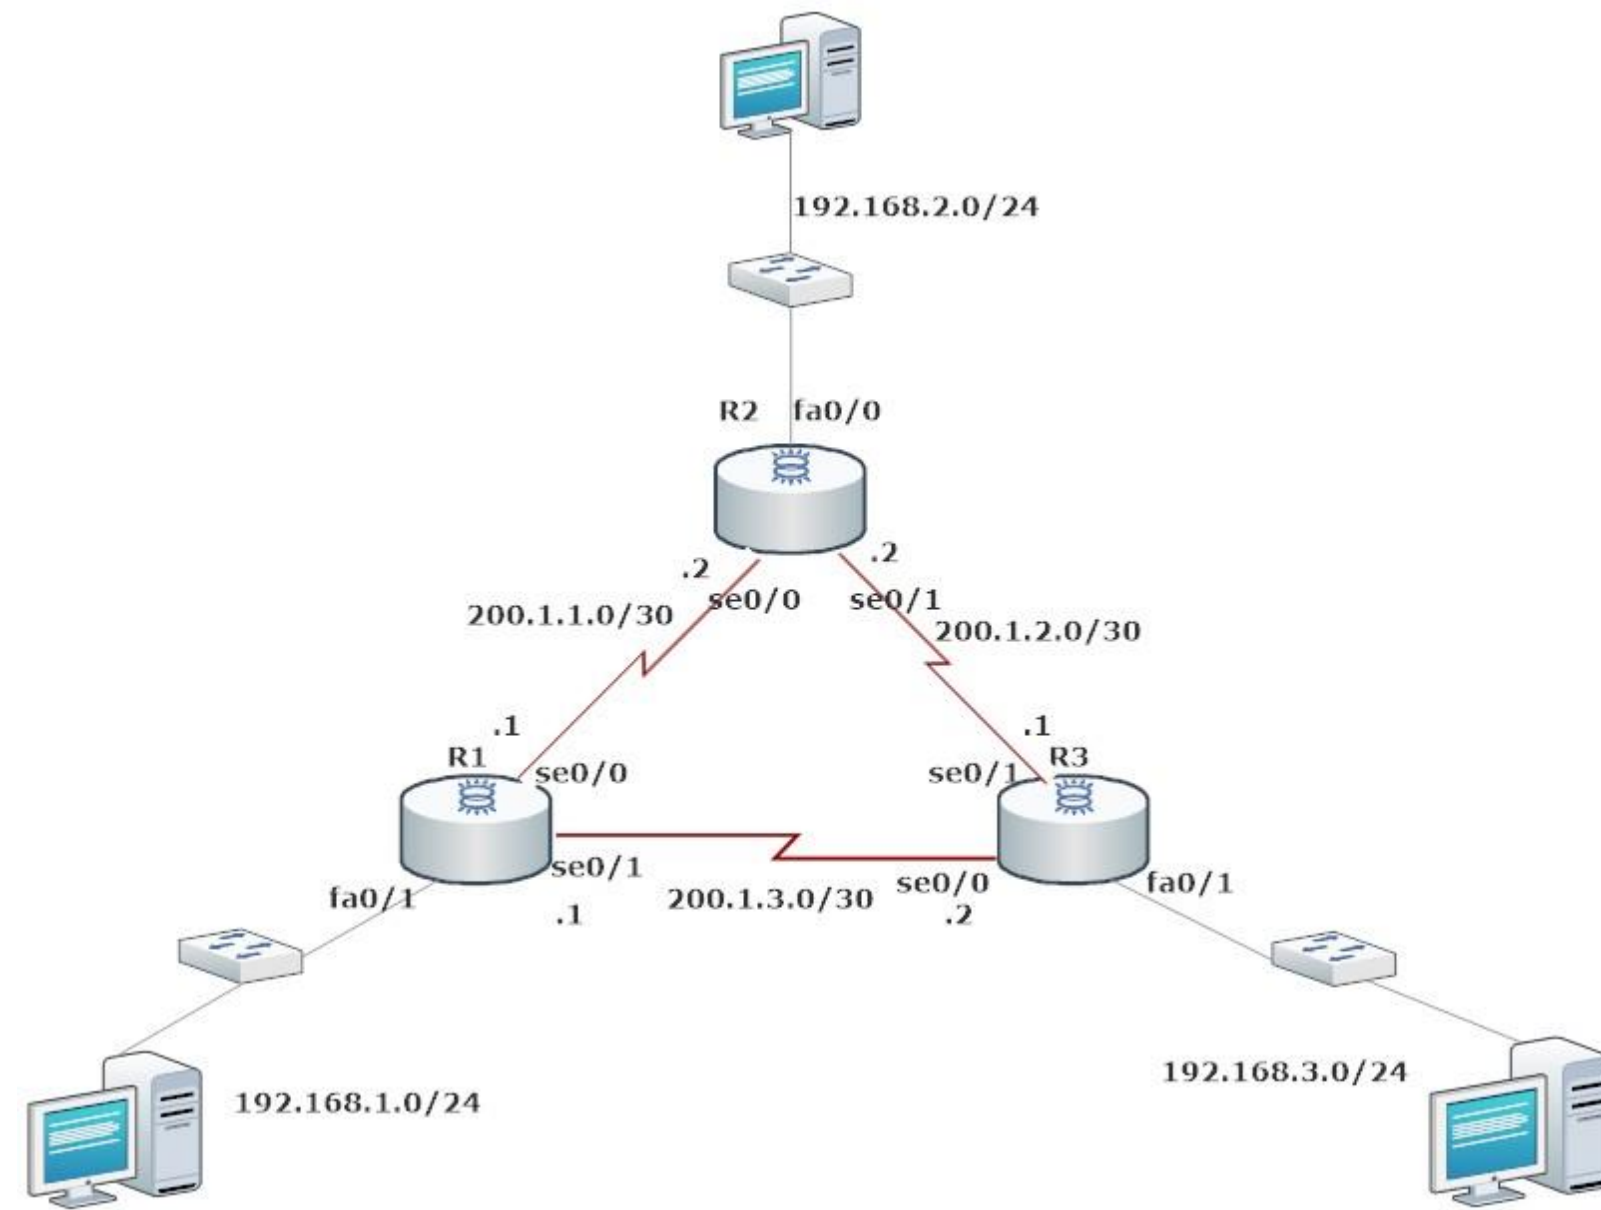 192.168.2.0/24
R2
fa0/0
.2
.2
se0/0
se0/1
200.1.1.0/30
200.1.2.0/30
.1
.1
R1
R3
se0/0
se0/1
se0/1
se0/0
fa0/1
200.1.3.0/30
fa0/1
.1
.2
192.168.3.0/24
192.168.1.0/24